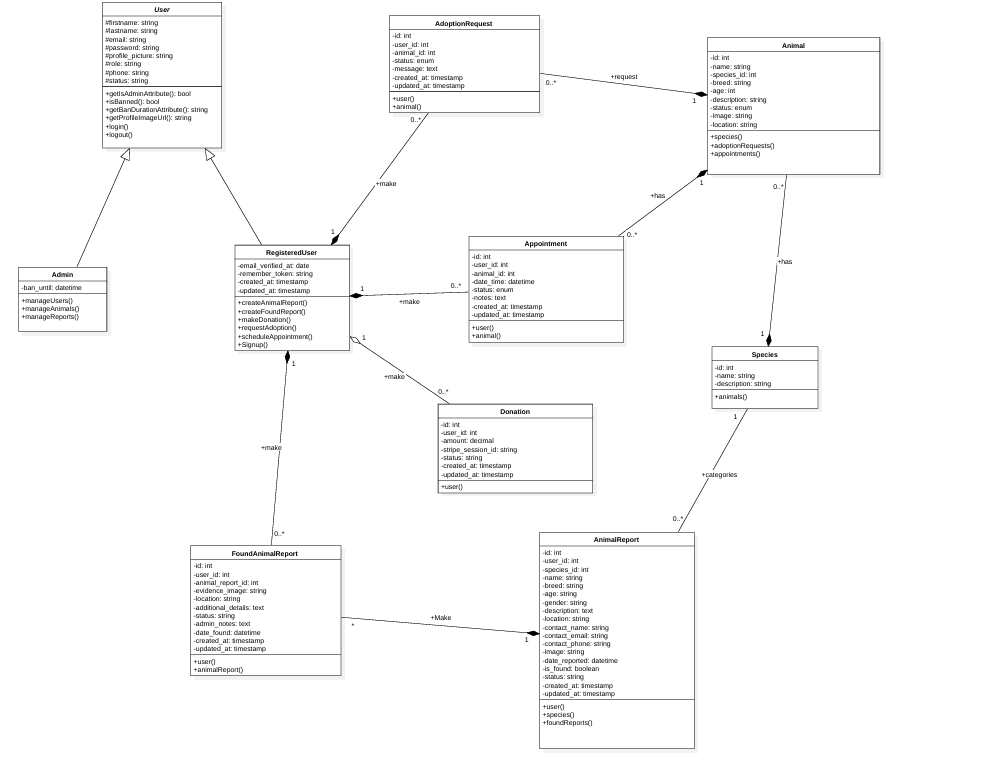 User
#firstname: string
#lastname: string
#email: string
#password: string
#profile_picture: string
#role: string
#phone: string
#status: string
+getIsAdminAttribute(): bool
+isBanned(): bool
+getBanDurationAttribute(): string
+getProfileImageUrl(): string
+login()
+logout()
AdoptionRequest
-id: int
-user_id: int
-animal_id: int
-status: enum
-message: text
-created_at: timestamp
-updated_at: timestamp
+user()
+animal()
Animal
-id: int
-name: string
-species_id: int
-breed: string
-age: int
-description: string
-status: enum
-image: string
-location: string
+species()
+adoptionRequests()
+appointments()
+request
0..*
1
0..*
+make
1
1
+has
0..*
0..*
+has
1
Admin
-ban_until: datetime
+manageUsers()
+manageAnimals()
+manageReports()
RegisteredUser
-email_verified_at: date
-remember_token: string
-created_at: timestamp
-updated_at: timestamp
+createAnimalReport()
+createFoundReport()
+makeDonation()
+requestAdoption()
+scheduleAppointment()
+Signup()
1
+make
0..*
Appointment
-id: int
-user_id: int
-animal_id: int
-date_time: datetime
-status: enum
-notes: text
-created_at: timestamp
-updated_at: timestamp
+user()
+animal()
1
+make
0..*
Species
-id: int
-name: string
-description: string
+animals()
Donation
-id: int
-user_id: int
-amount: decimal
-stripe_session_id: string
-status: string
-created_at: timestamp
-updated_at: timestamp
+user()
1
+make
0..*
1
+categories
0..*
FoundAnimalReport
-id: int
-user_id: int
-animal_report_id: int
-evidence_image: string
-location: string
-additional_details: text
-status: string
-admin_notes: text
-date_found: datetime
-created_at: timestamp
-updated_at: timestamp
+user()
+animalReport()
+Make
*
1
AnimalReport
-id: int
-user_id: int
-species_id: int
-name: string
-breed: string
-age: string
-gender: string
-description: text
-location: string
-contact_name: string
-contact_email: string
-contact_phone: string
-image: string
-date_reported: datetime
-is_found: boolean
-status: string
-created_at: timestamp
-updated_at: timestamp
+user()
+species()
+foundReports()